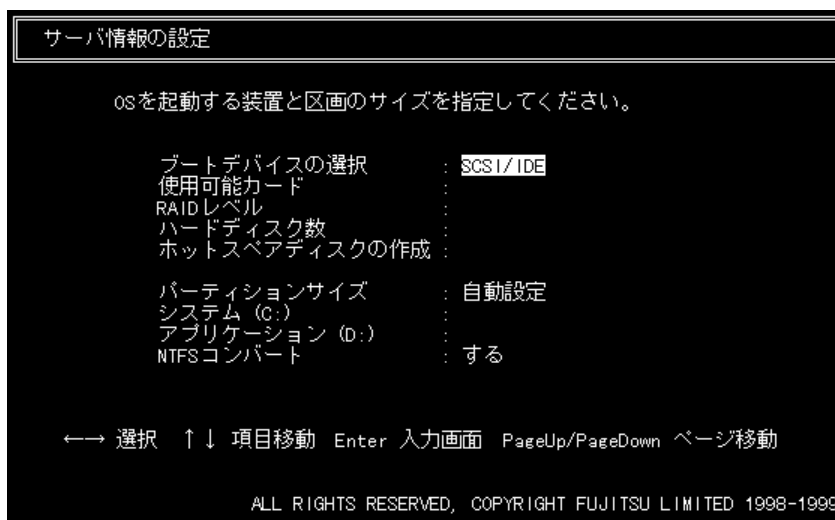 サーバ情報の設定
OSを起動する装置と区画のサイズを指定してください。
ブートデバイスの選択 : SCSI/IDE
使用可能カード :
RAIDレベル :
ハードディスク数 :
ホットスペアディスクの作成 :
パーティションサイズ : 自動設定
システム (C:) :
アプリケーション (D:) :
NTFSコンバート : する
←→ 選択 ↑↓ 項目移動 Enter 入力画面 PageUp/PageDown ページ移動
ALL RIGHTS RESERVED, COPYRIGHT FUJITSU LIMITED 1998-1999